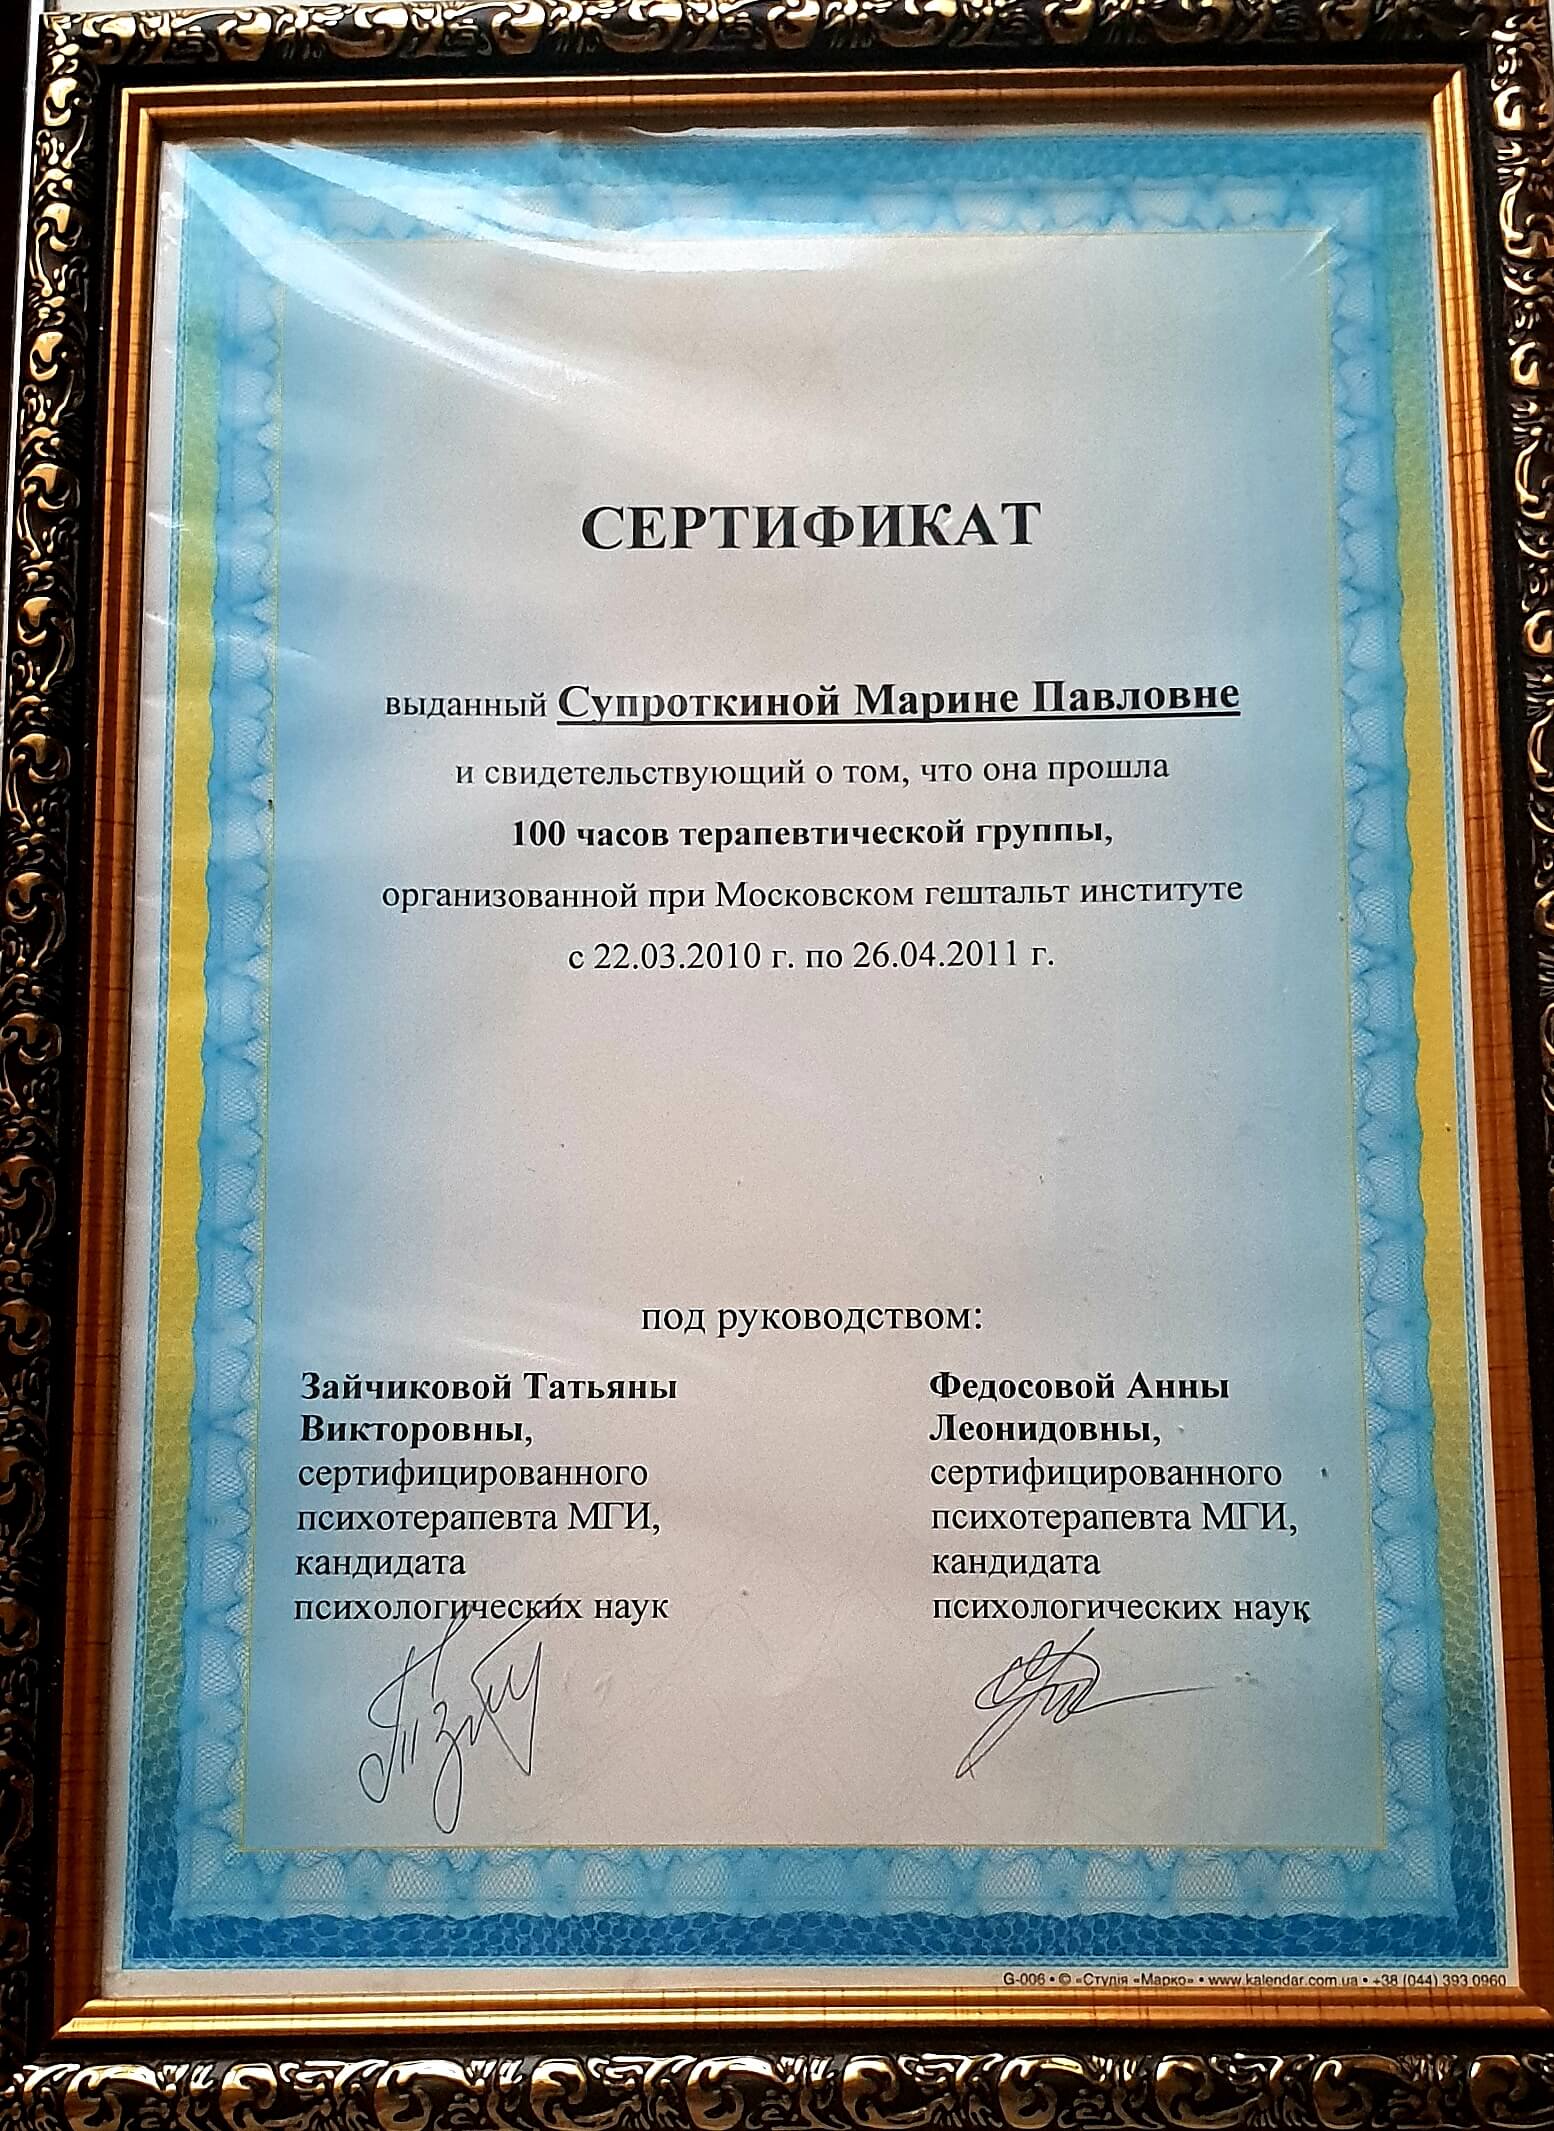 СЕРТИФИКАТ
выданный Супроткиной Марине Павловне
и свидетельствующий о том, что она прошла
100 часов терапевтической группы,
организованной при Московском гештальт институте
с 22.03.2010 г. по 26.04.2011 г.
под руководством:
Зайчиковой Татьяны
Викторовны,
сертифицированного
психотерапевта МГИ,
кандидата
психологических наук
Федосовой Анны
Леонидовны,
сертифицированного
психотерапевта МГИ,
кандидата
психологических наук
G-006 • © «Студія «Марко» • www.kalendar.com.ua • +38 (044) 393 0960